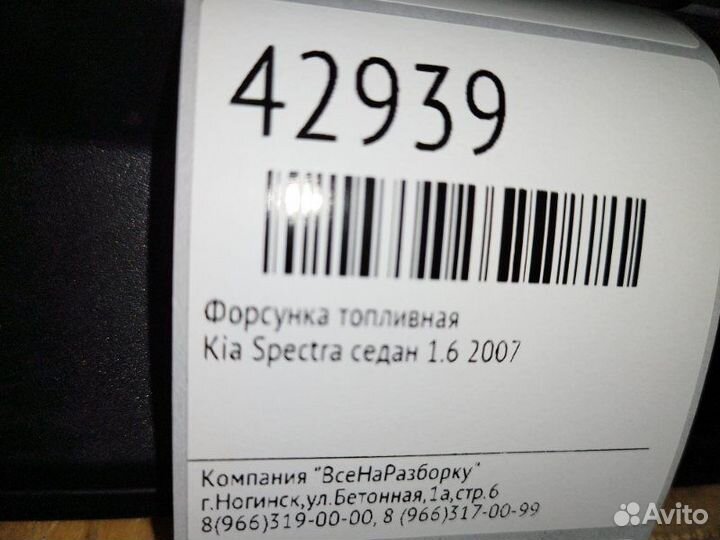 42939
Форсунка топливная
Kia Spectra седан 1.6 2007
Компания "ВсеНаРазборку"
г.Ногинск,ул.Бетонная,1а,стр.6
8(966)319-00-00, 8 (966)317-00-99
Avito